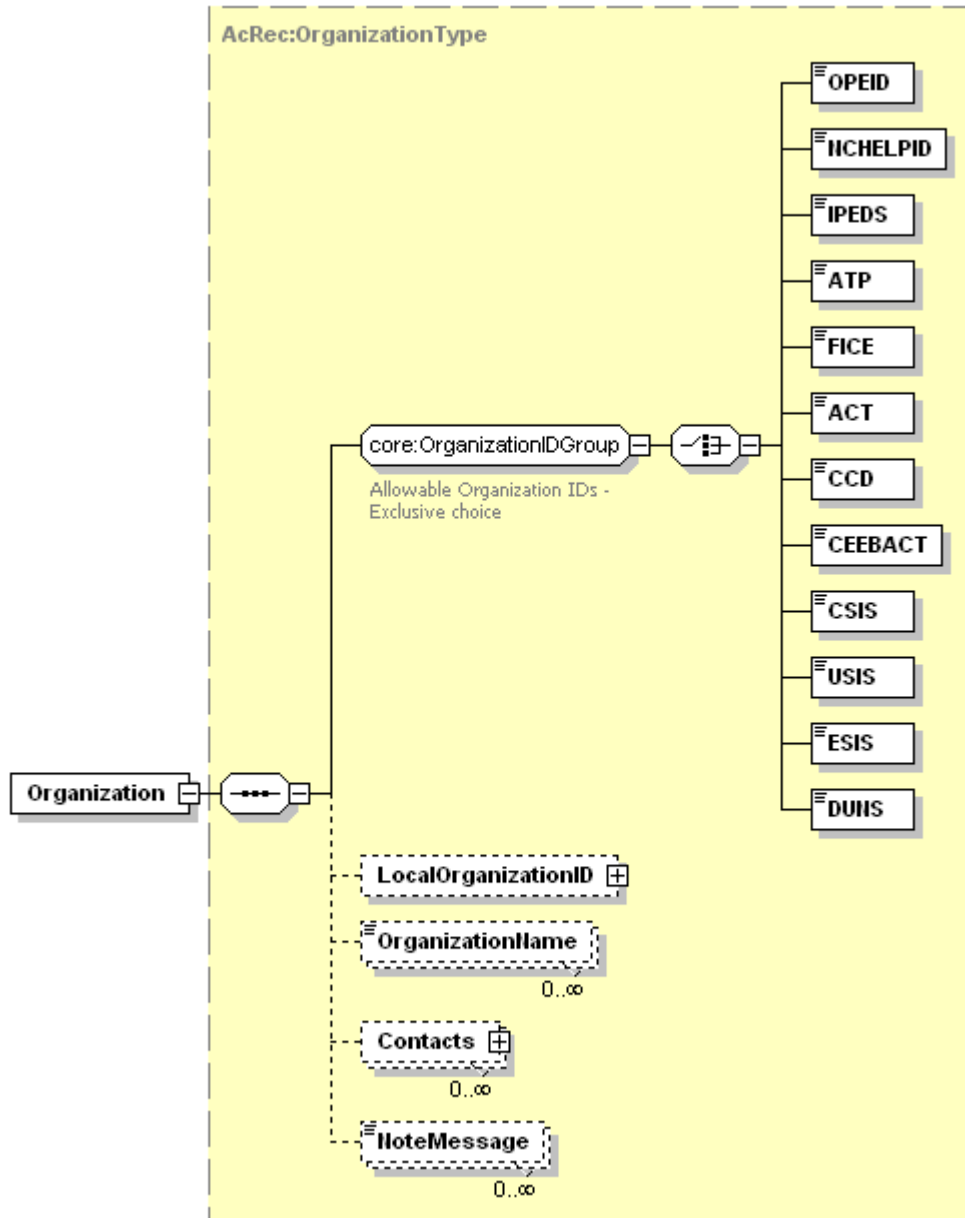 AcRec:OrganizationType
OPEID
NCHELPID
IPEDS
ATP
FICE
ACT
core:OrganizationIDGroup
Allowable Organization IDs -
Exclusive choice
CCD
CEEBACT
CSIS
USIS
ESIS
DUNS
Organization
LocalOrganizationID
OrganizationName
0..∞
Contacts
0..∞
NoteMessage
0..∞